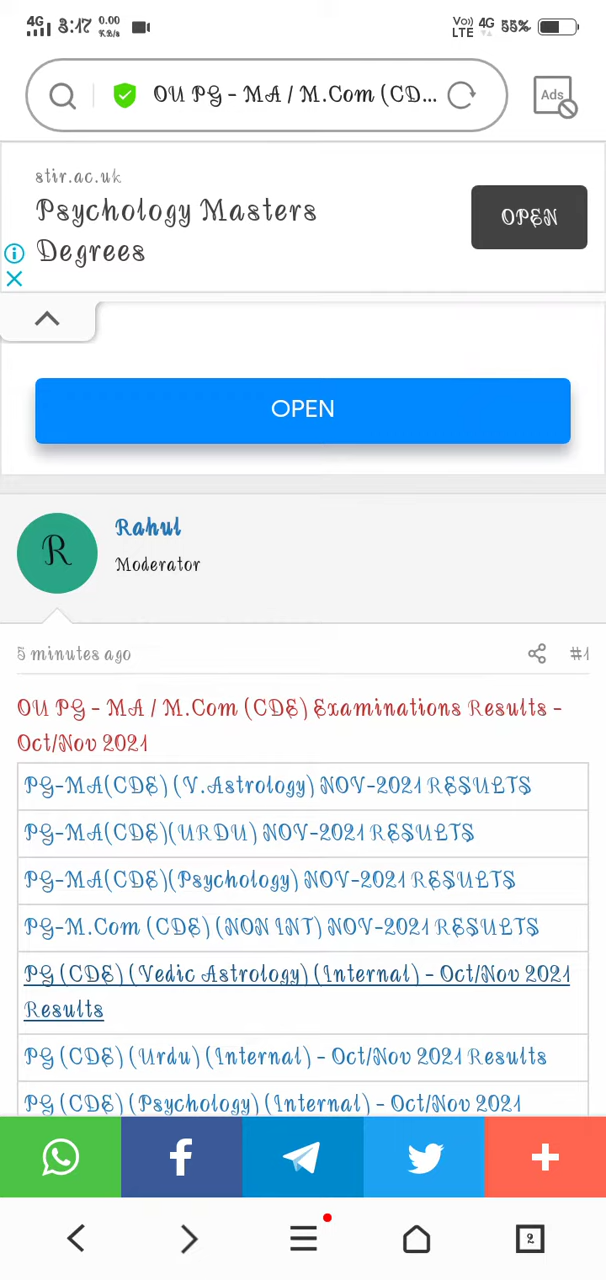 4G 8:17 0.00 KB/s Vo) LTE 4G 55%
OU PG - MA / M.Com (CD... Ads
stir.ac.uk
Psychology Masters
Degrees
OPEN
OPEN
R
Rahul
Moderator
5 minutes ago #1
OU PG - MA / M.Com (CDE) Examinations Results -
Oct/Nov 2021
PG-MA(CDE) (V.Astrology) NOV-2021 RESULTS
PG-MA(CDE)(URDU) NOV-2021 RESULTS
PG-MA(CDE)(Psychology) NOV-2021 RESULTS
PG-M.Com (CDE) (NON INT) NOV-2021 RESULTS
PG (CDE) (Vedic Astrology) (Internal) - Oct/Nov 2021
Results
PG (CDE) (Urdu) (Internal) - Oct/Nov 2021 Results
PG (CDE) (Psychology) (Internal) - Oct/Nov 2021
2